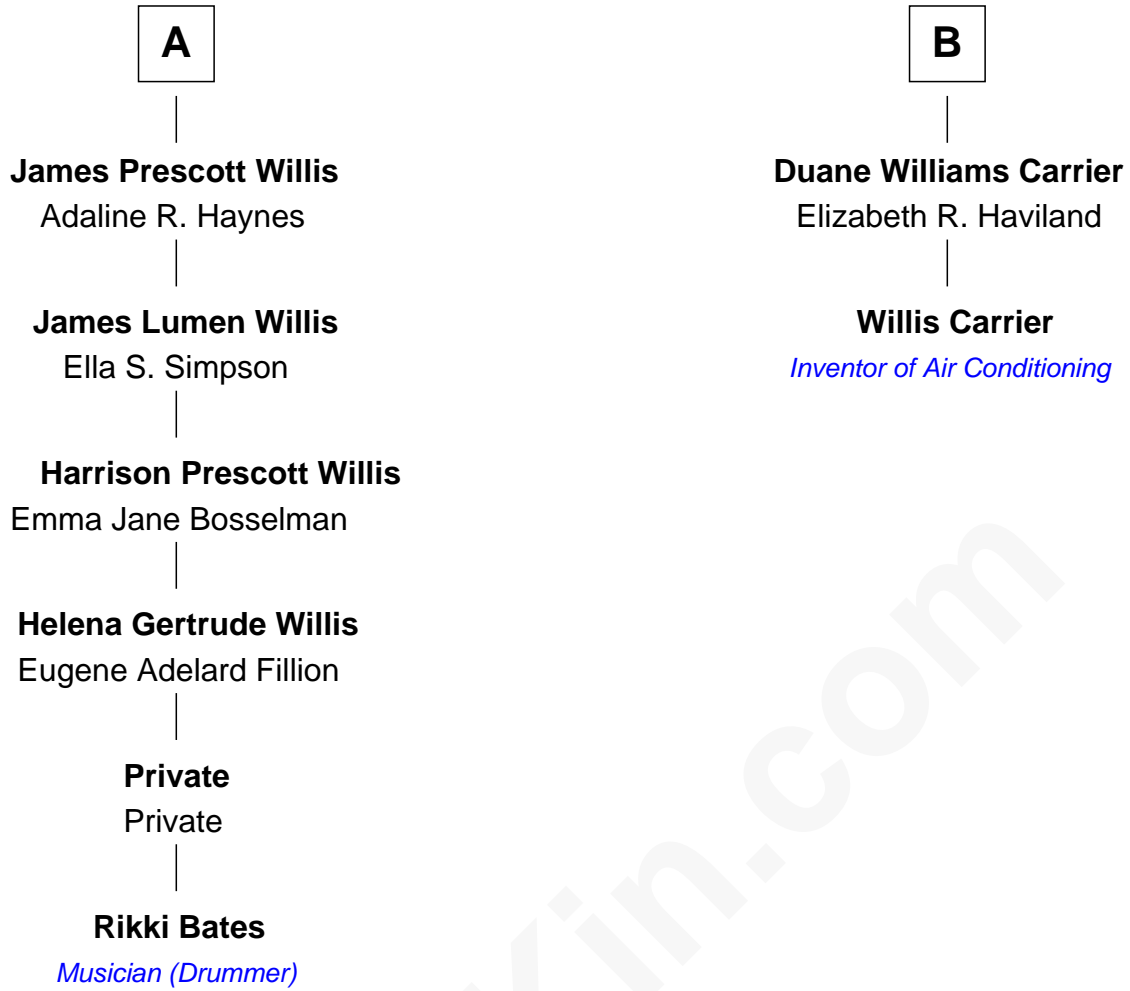 A
James Prescott Willis
Adaline R. Haynes
James Lumen Willis
Ella S. Simpson
Harrison Prescott Willis
Emma Jane Bosselman
Helena Gertrude Willis
Eugene Adelard Fillion
Private
Private
Rikki Bates
Musician (Drummer)
B
Duane Williams Carrier
Elizabeth R. Haviland
Willis Carrier
Inventor of Air Conditioning
Kin.com